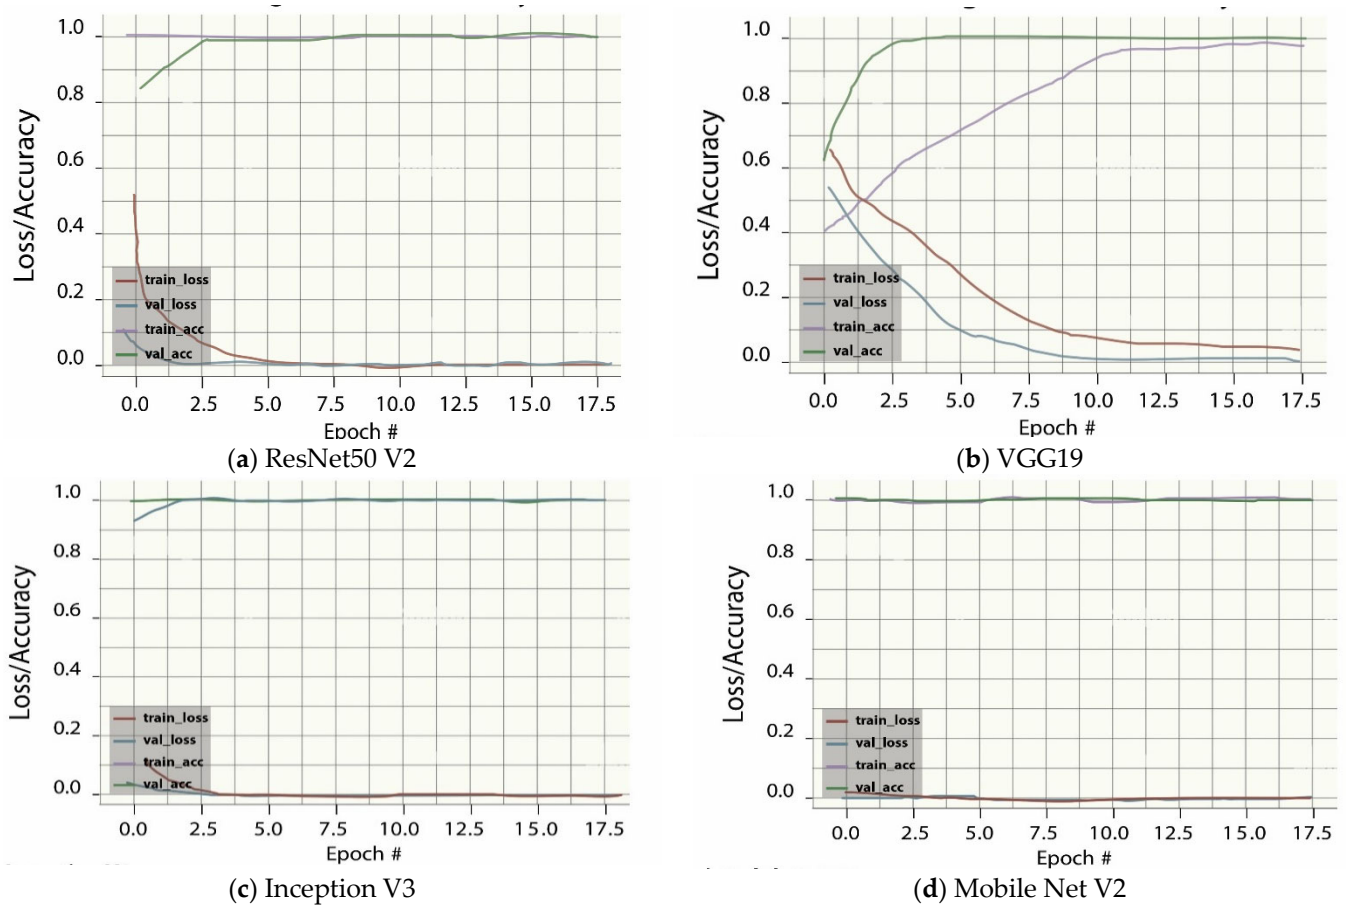 1.0
0.8
0.6
0.4
0.2
0.0
Loss/Accuracy
train_loss
val_loss
train_acc
val_acc
0.0 2.5 5.0 7.5 10.0 12.5 15.0 17.5
Epoch #
(a) ResNet50 V2
1.0
0.8
0.6
0.4
0.2
0.0
Loss/Accuracy
train_loss
val_loss
train_acc
val_acc
0.0 2.5 5.0 7.5 10.0 12.5 15.0 17.5
Epoch #
(b) VGG19
1.0
0.8
0.6
0.4
0.2
0.0
Loss/Accuracy
train_loss
val_loss
train_acc
val_acc
0.0 2.5 5.0 7.5 10.0 12.5 15.0 17.5
Epoch #
(c) Inception V3
1.0
0.8
0.6
0.4
0.2
0.0
Loss/Accuracy
train_loss
val_loss
train_acc
val_acc
0.0 2.5 5.0 7.5 10.0 12.5 15.0 17.5
Epoch #
(d) Mobile Net V2